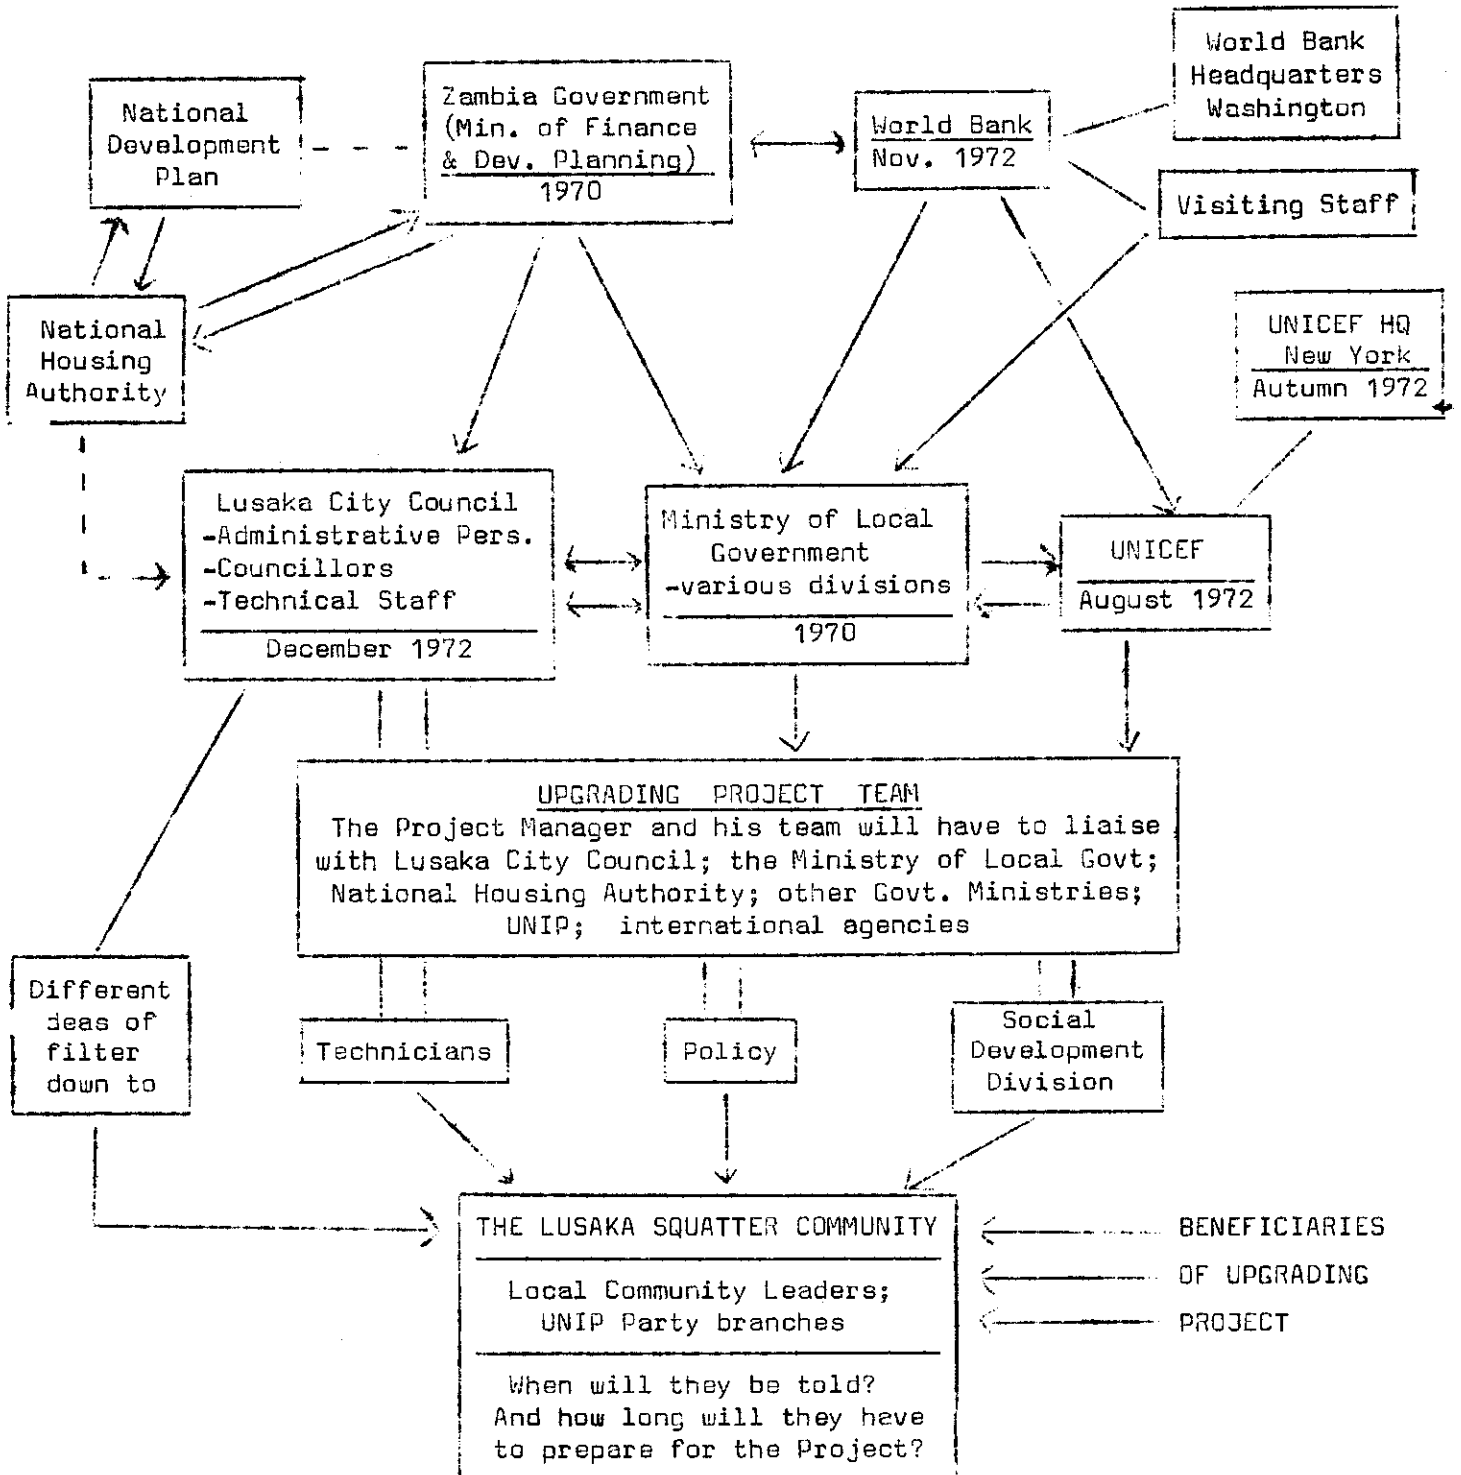 World Bank
Headquarters
Washington
National
Development
Plan
Zambia Government
(Min. of Finance
& Dev. Planning)
1970
World Bank
Nov. 1972
Visiting Staff
National
Housing
Authority
UNICEF HQ
New York
Autumn 1972
Lusaka City Council
-Administrative Pers.
-Councillors
-Technical Staff
December 1972
Ministry of Local
Government
-various divisions
1970
UNICEF
August 1972
UPGRADING PROJECT TEAM
The Project Manager and his team will have to liaise
with Lusaka City Council; the Ministry of Local Govt;
National Housing Authority; other Govt. Ministries;
UNIP; international agencies
Different
deas of
filter
down to
Technicians
Policy
Social
Development
Division
THE LUSAKA SQUATTER COMMUNITY
Local Community Leaders;
UNIP Party branches
When will they be told?
And how long will they have
to prepare for the Project?
BENEFICIARIES
OF UPGRADING
PROJECT